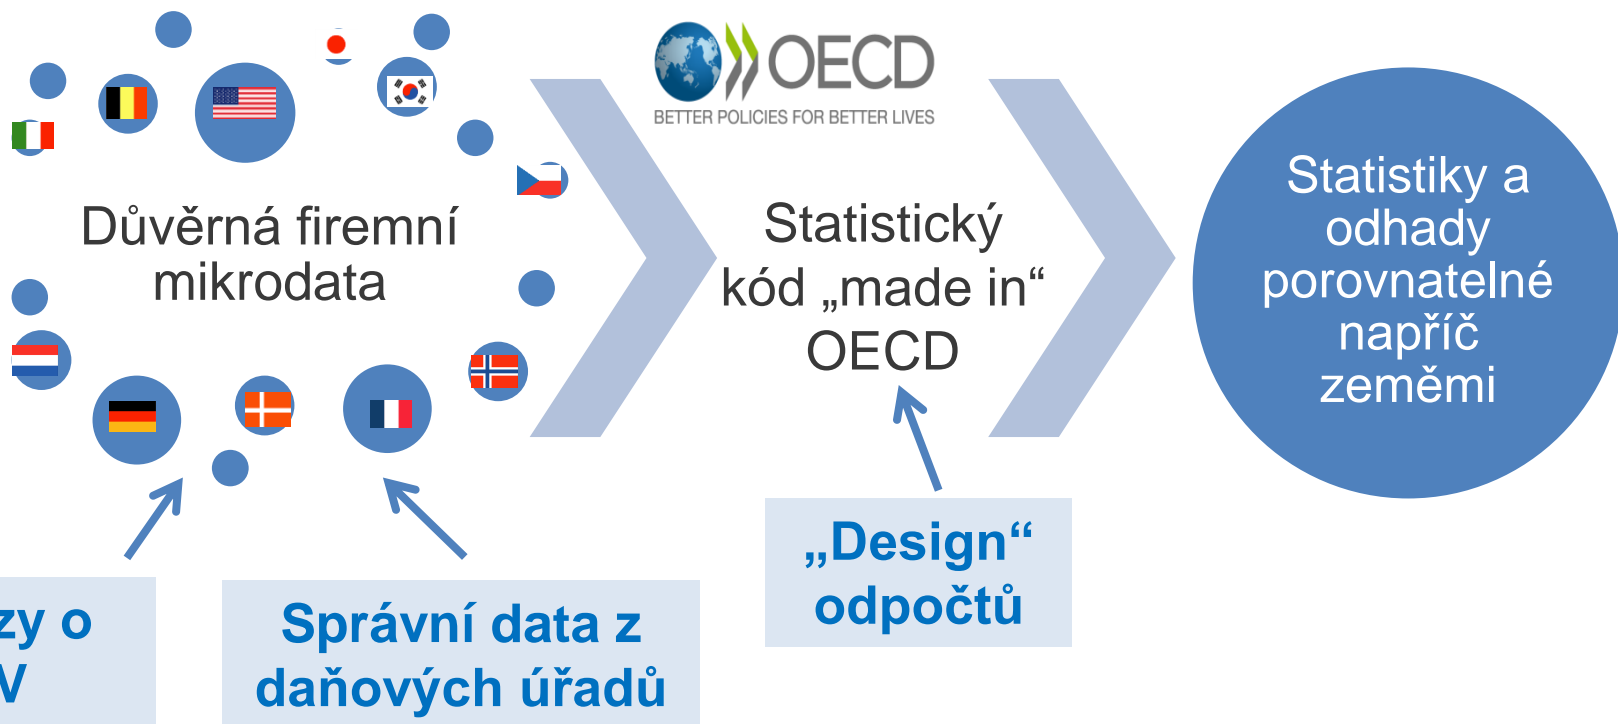 OECD
BETTER POLICIES FOR BETTER LIVES
Důvěrná firemní
mikrodata
Statistický
kód „made in“
OECD
Statistiky a
odhady
porovnatelné
napříč
zeměmi
„Design“
odpočtů
zy o
V
Správní data z
daňových úřadů